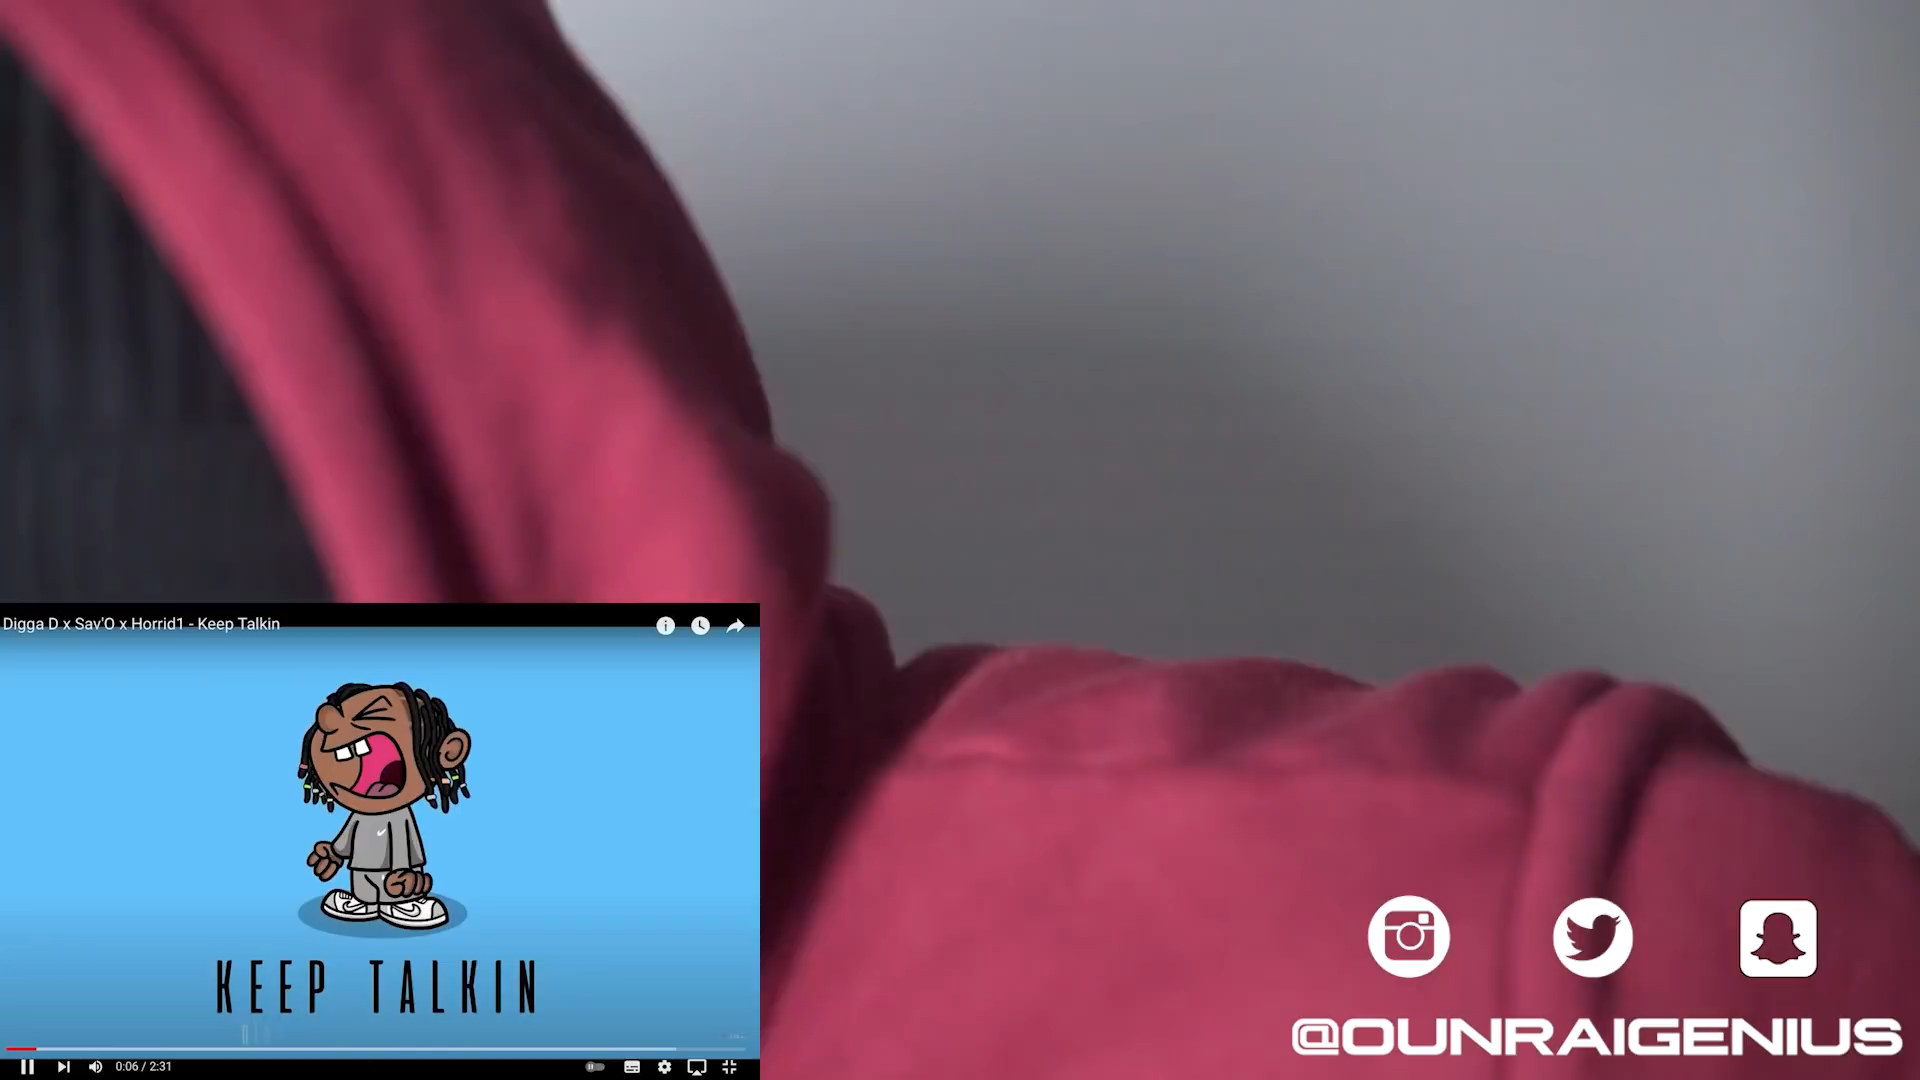 Digga D x Sav'O x Horrid1 - Keep Talkin
KEEP TALKIN
0:06 / 2:31
@OUNRAIGENIUS